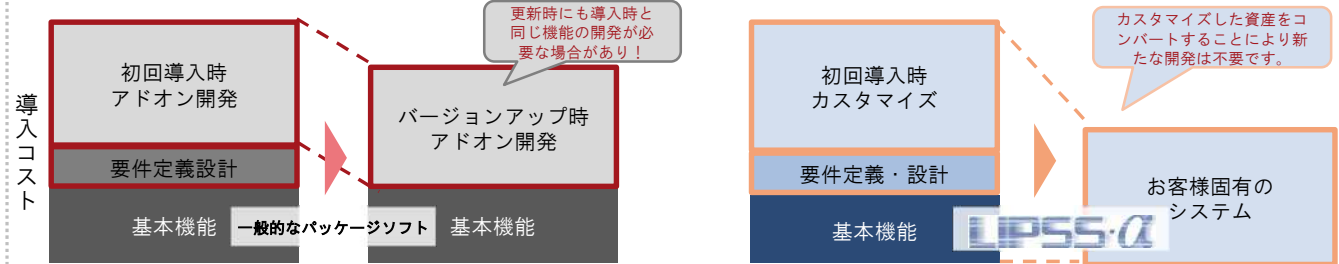 導入コスト
初回導入時
アドオン開発
要件定義設計
基本機能
一般的なパッケージソフト
更新時にも導入時と
同じ機能の開発が必
要な場合があり！
バージョンアップ時
アドオン開発
基本機能
初回導入時
カスタマイズ
要件定義・設計
基本機能
LIPSS·α
カスタマイズした資産をコ
ンバートすることにより新
たな開発は不要です。
お客様固有の
システム